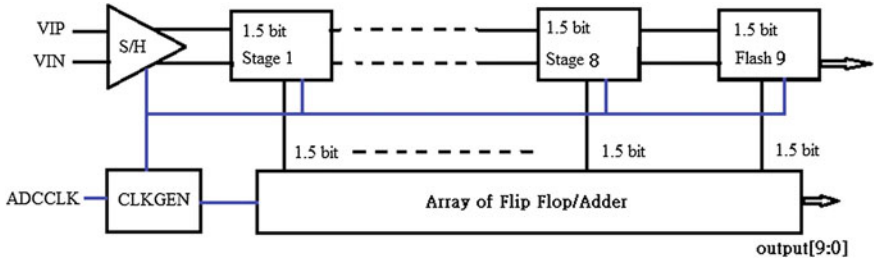 VIP
VIN
S/H
1.5 bit
Stage 1
1.5 bit
Stage 8
1.5 bit
Flash 9
1.5 bit
1.5 bit
1.5 bit
ADCCLK
CLKGEN
Array of Flip Flop/Adder
output[9:0]